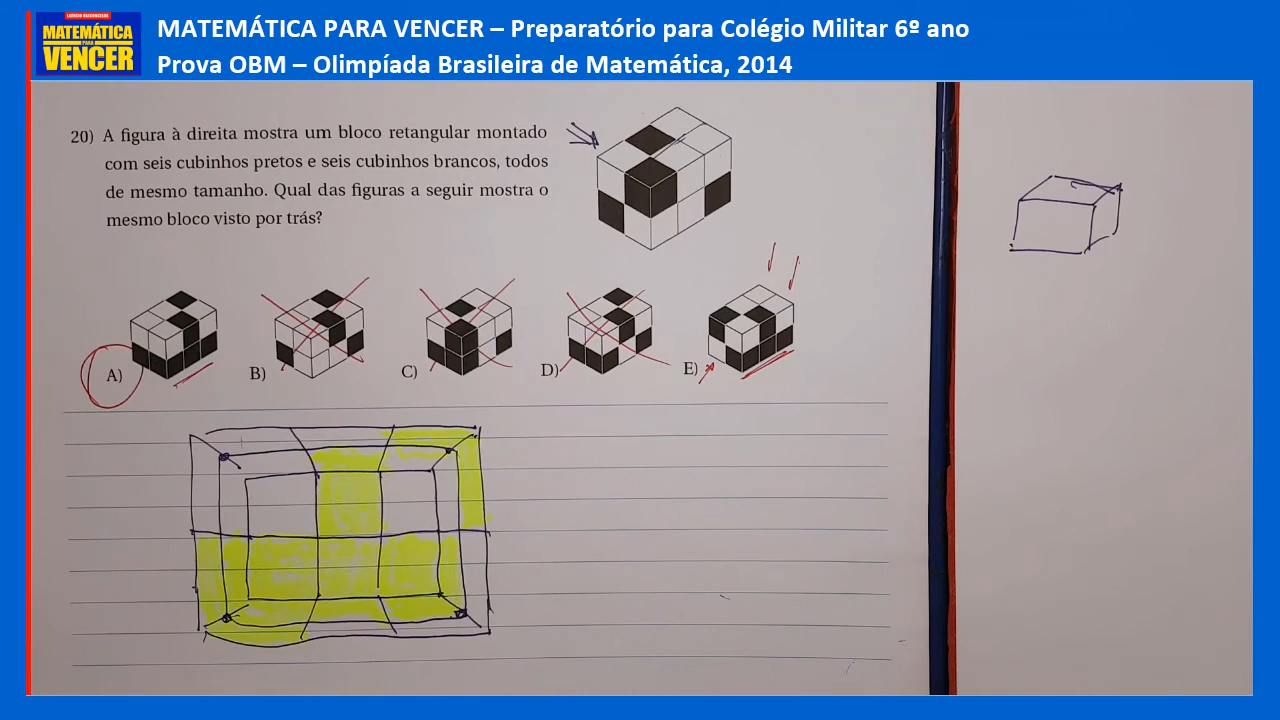 LAÉRCIO VASCONCELOS
MATEMÁTICA
PARA
VENCER
MATEMÁTICA PARA VENCER – Preparatório para Colégio Militar 6º ano
Prova OBM – Olimpíada Brasileira de Matemática, 2014
20) A figura à direita mostra um bloco retangular montado
com seis cubinhos pretos e seis cubinhos brancos, todos
de mesmo tamanho. Qual das figuras a seguir mostra o
mesmo bloco visto por trás?
A) B) C) D) E)